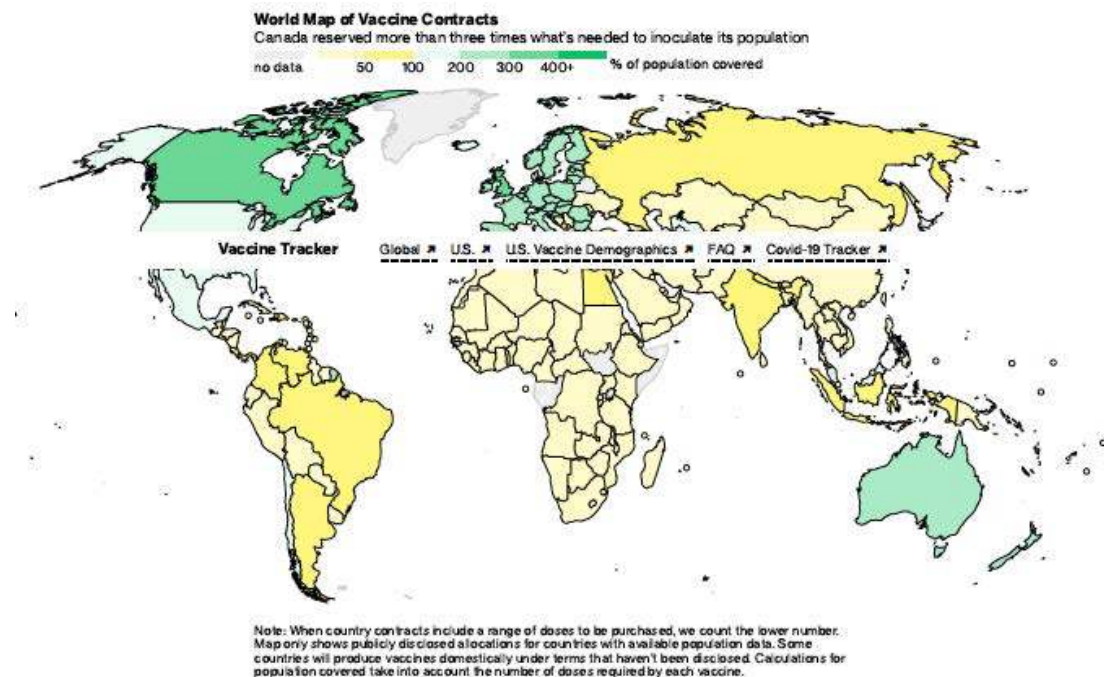 World Map of Vaccine Contracts
Canada reserved more than three times what's needed to inoculate its population
no data 50 100 200 300 400+ % of population covered
Vaccine Tracker Global ↗ U.S. ↗ U.S. Vaccine Demographics ↗ FAQ ↗ Covid-19 Tracker ↗
Note: When country contracts include a range of doses to be purchased, we count the lower number.
Map only shows publicly disclosed allocations for countries with available population data. Some
countries will produce vaccines domestically under terms that haven't been disclosed. Calculations for
population covered take into account the number of doses required by each vaccine.